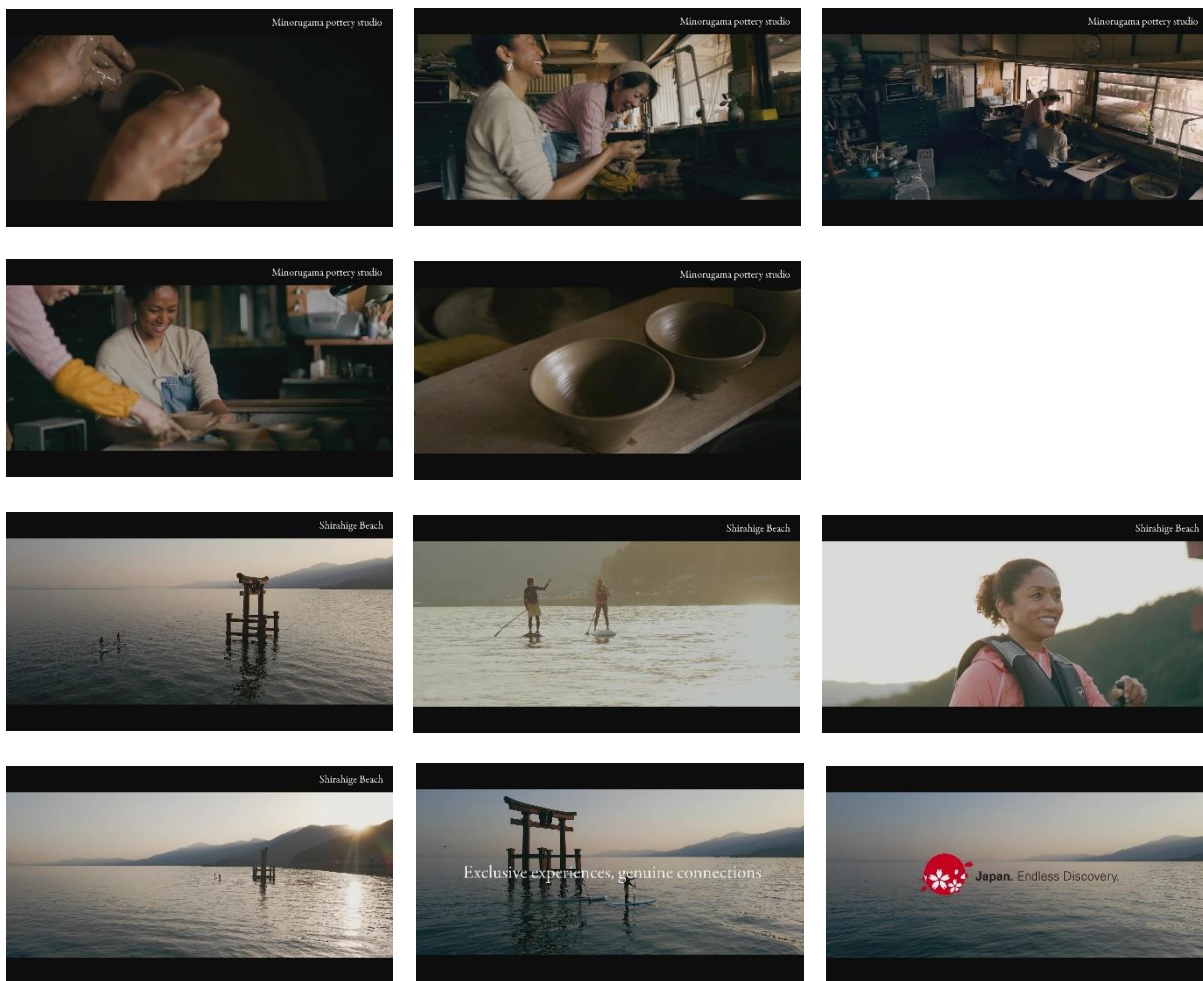 Minorugama pottery studio
Minorugama pottery studio
Minorugama pottery studio
Minorugama pottery studio
Minorugama pottery studio
Shirahige Beach
Shirahige Beach
Shirahige Beach
Shirahige Beach
Exclusive experiences, genuine connections
Japan. Endless Discovery.